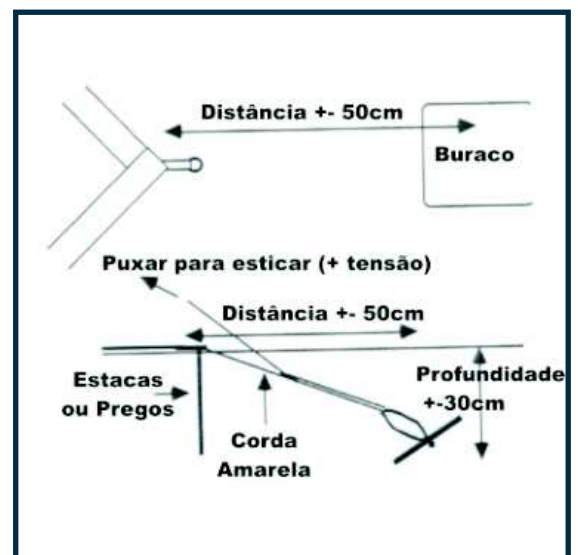 Distância +- 50cm
Buraco
Puxar para esticar (+ tensão)
Distância +- 50cm
Estacas
ou Pregos
Corda
Amarela
Profundidade
+-30cm